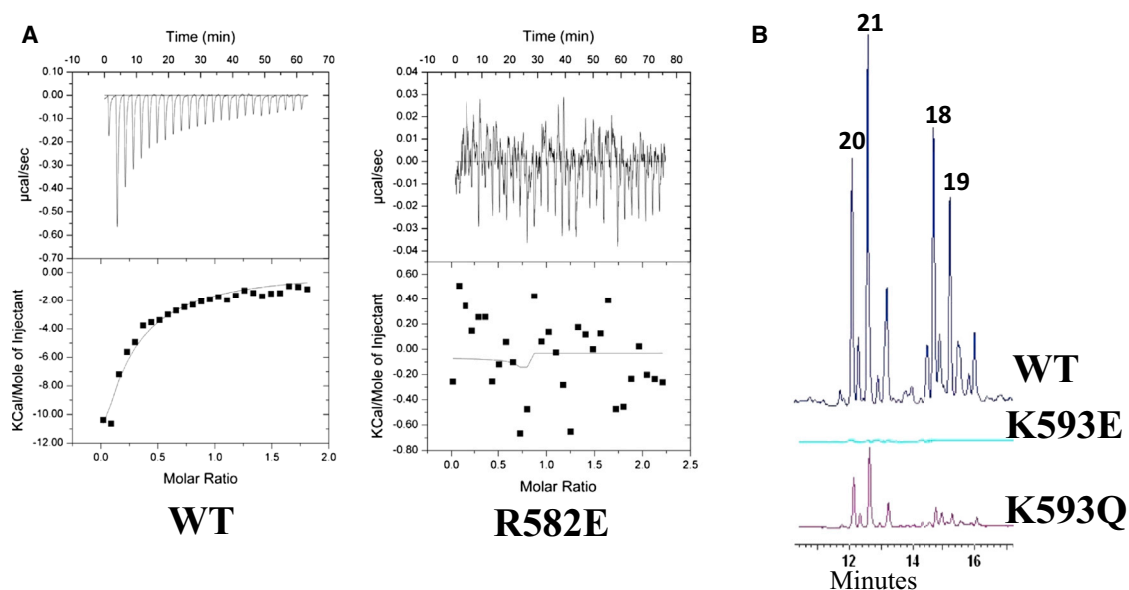 A
Time (min)
-10 0 10 20 30 40 50 60 70
0.10
0.00
-0.10
-0.20
-0.30
-0.40
-0.50
-0.60
-0.70
µcal/sec
0.00
-2.00
-4.00
-6.00
-8.00
-10.00
-12.00
KCal/Mole of Injectant
0.0 0.5 1.0 1.5 2.0
Molar Ratio
WT
Time (min)
-10 0 10 20 30 40 50 60 70 80
0.04
0.03
0.02
0.01
0.00
-0.01
-0.02
-0.03
-0.04
µcal/sec
0.60
0.40
0.20
0.00
-0.20
-0.40
-0.60
-0.80
KCal/Mole of Injectant
0.0 0.5 1.0 1.5 2.0 2.5
Molar Ratio
R582E
B
21
20
18
19
WT
K593E
K593Q
12 14 16
Minutes